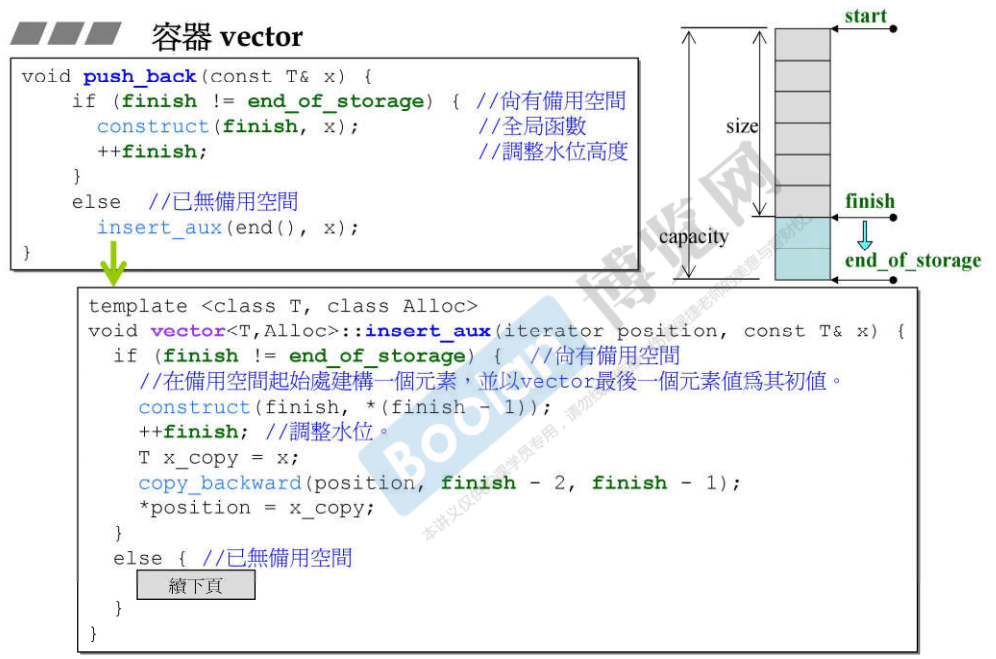 容器 vector
void push_back(const T& x) {
if (finish != end_of_storage) { //尚有備用空間
construct(finish, x); //全局函數
++finish; //調整水位高度
}
else //已無備用空間
insert_aux(end(), x);
}
start
size
capacity
finish
end_of_storage
template <class T, class Alloc>
void vector<T,Alloc>::insert_aux(iterator position, const T& x) {
if (finish != end_of_storage) { //尚有備用空間
//在備用空間起始處建構一個元素，並以vector最後一個元素值爲其初值。
construct(finish, *(finish - 1));
++finish; //調整水位。
T x_copy = x;
copy_backward(position, finish - 2, finish - 1);
*position = x_copy;
}
else { //已無備用空間
續下頁
}
}
Boolan
博览网